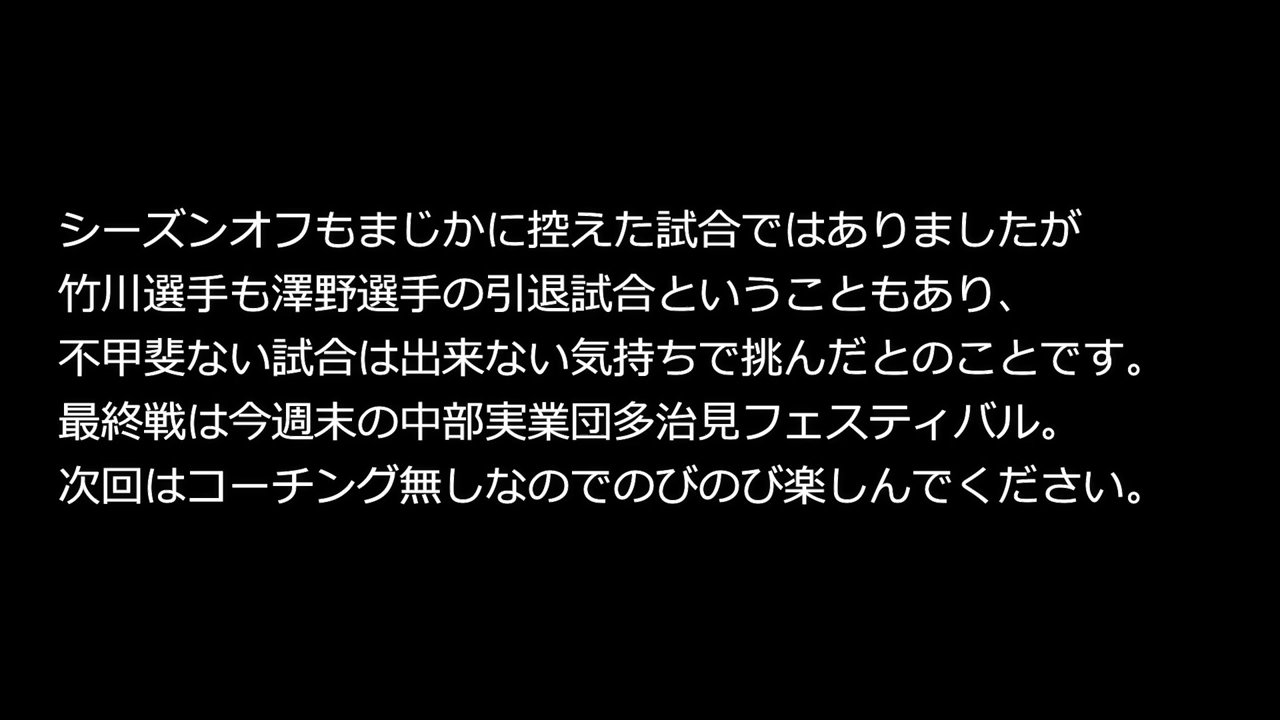 シーズンオフもまじかに控えた試合ではありましたが
竹川選手も澤野選手の引退試合ということもあり、
不甲斐ない試合は出来ない気持ちで挑んだとのことです。
最終戦は今週末の中部実業団多治見フェスティバル。
次回はコーチング無しなのでのびのび楽しんでください。